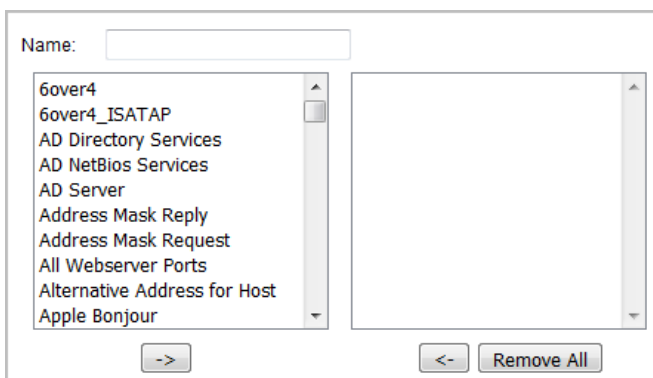 Name:
6over4
6over4_ISATAP
AD Directory Services
AD NetBios Services
AD Server
Address Mask Reply
Address Mask Request
All Webserver Ports
Alternative Address for Host
Apple Bonjour
-> <- Remove All